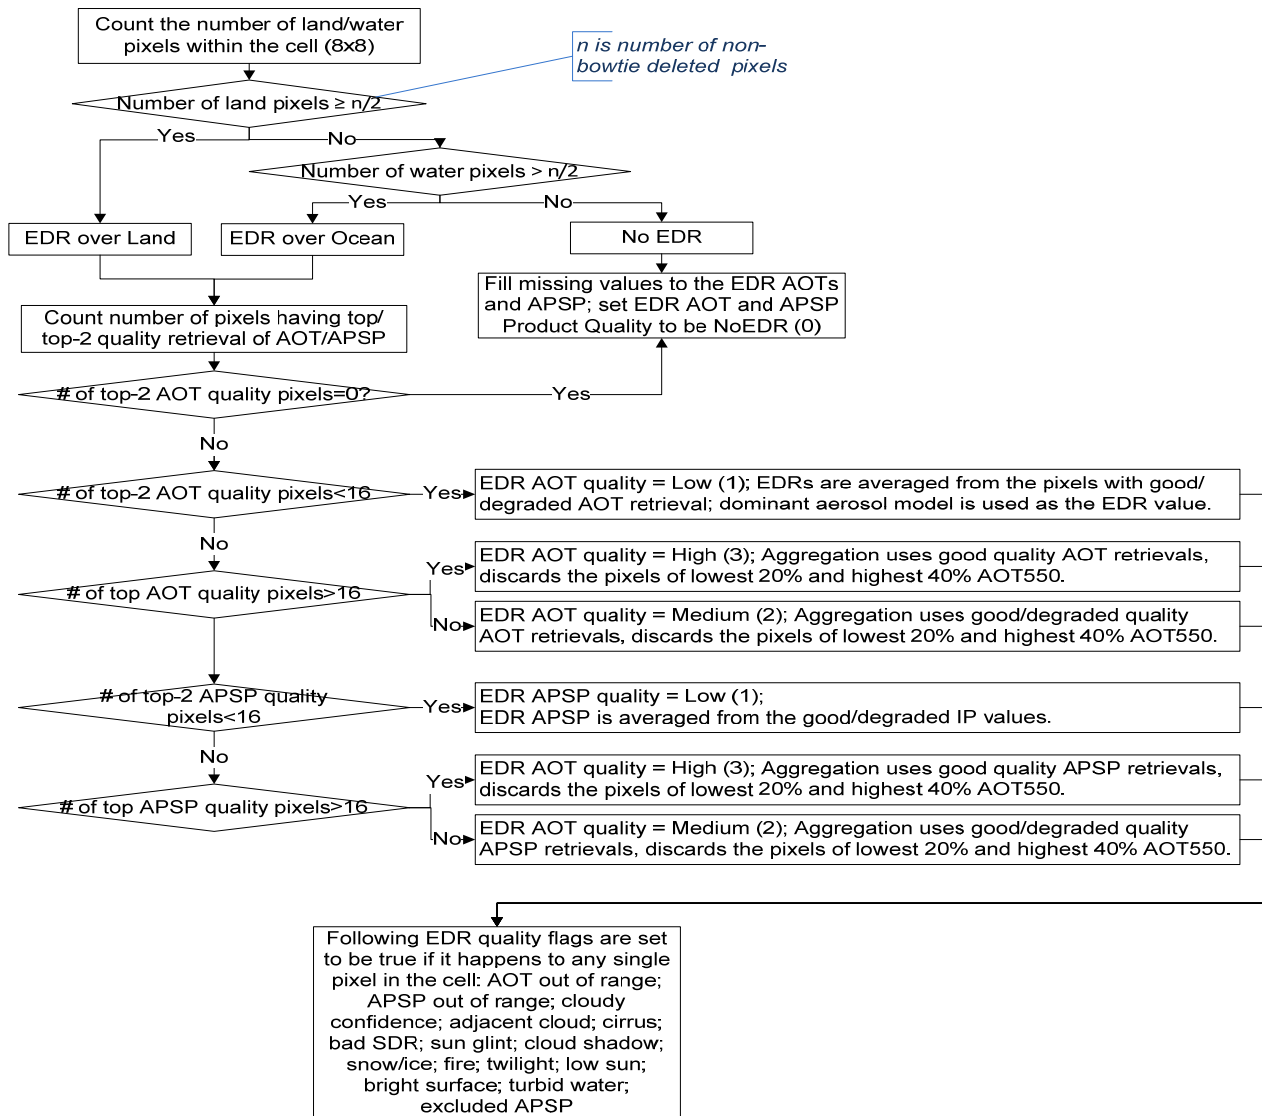 Count the number of land/water
pixels within the cell (8x8)
n is number of non-
bowtie deleted pixels
Number of land pixels ≥ n/2
Yes
No
Number of water pixels > n/2
Yes
No
EDR over Land
EDR over Ocean
No EDR
Fill missing values to the EDR AOTs
and APSP; set EDR AOT and APSP
Product Quality to be NoEDR (0)
Count number of pixels having top/
top-2 quality retrieval of AOT/APSP
# of top-2 AOT quality pixels=0?
Yes
No
# of top-2 AOT quality pixels<16
Yes
EDR AOT quality = Low (1); EDRs are averaged from the pixels with good/
degraded AOT retrieval; dominant aerosol model is used as the EDR value.
No
# of top AOT quality pixels>16
Yes
EDR AOT quality = High (3); Aggregation uses good quality AOT retrievals,
discards the pixels of lowest 20% and highest 40% AOT550.
No
EDR AOT quality = Medium (2); Aggregation uses good/degraded quality
AOT retrievals, discards the pixels of lowest 20% and highest 40% AOT550.
# of top-2 APSP quality
pixels<16
Yes
EDR APSP quality = Low (1);
EDR APSP is averaged from the good/degraded IP values.
No
# of top APSP quality pixels>16
Yes
EDR AOT quality = High (3); Aggregation uses good quality APSP retrievals,
discards the pixels of lowest 20% and highest 40% AOT550.
No
EDR AOT quality = Medium (2); Aggregation uses good/degraded quality
APSP retrievals, discards the pixels of lowest 20% and highest 40% AOT550.
Following EDR quality flags are set
to be true if it happens to any single
pixel in the cell: AOT out of range;
APSP out of range; cloudy
confidence; adjacent cloud; cirrus;
bad SDR; sun glint; cloud shadow;
snow/ice; fire; twilight; low sun;
bright surface; turbid water;
excluded APSP